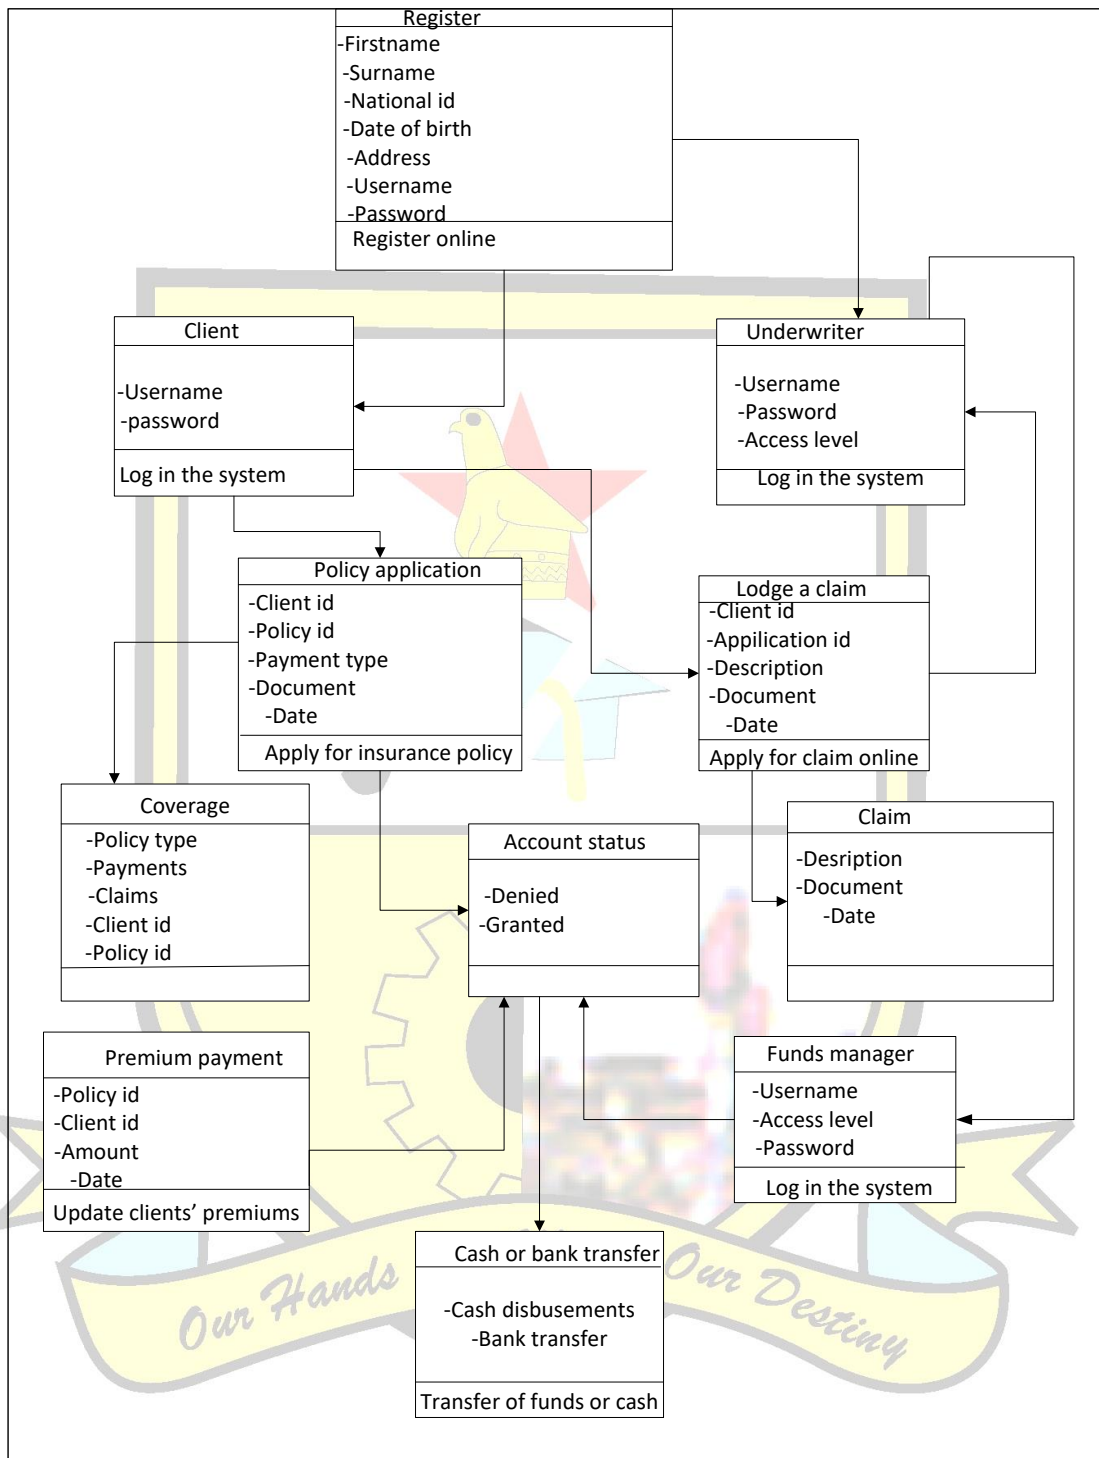 Register
-Firstname
-Surname
-National id
-Date of birth
-Address
-Username
-Password
Register online
Client
-Username
-password
Log in the system
Underwriter
-Username
-Password
-Access level
Log in the system
Policy application
-Client id
-Policy id
-Payment type
-Document
-Date
Apply for insurance policy
Lodge a claim
-Client id
-Appilication id
-Description
-Document
-Date
Apply for claim online
Coverage
-Policy type
-Payments
-Claims
-Client id
-Policy id
Account status
-Denied
-Granted
Claim
-Desription
-Document
-Date
Premium payment
-Policy id
-Client id
-Amount
-Date
Update clients’ premiums
Funds manager
-Username
-Access level
-Password
Log in the system
Cash or bank transfer
-Cash disbusements
-Bank transfer
Transfer of funds or cash
Our Hands
Our Destiny